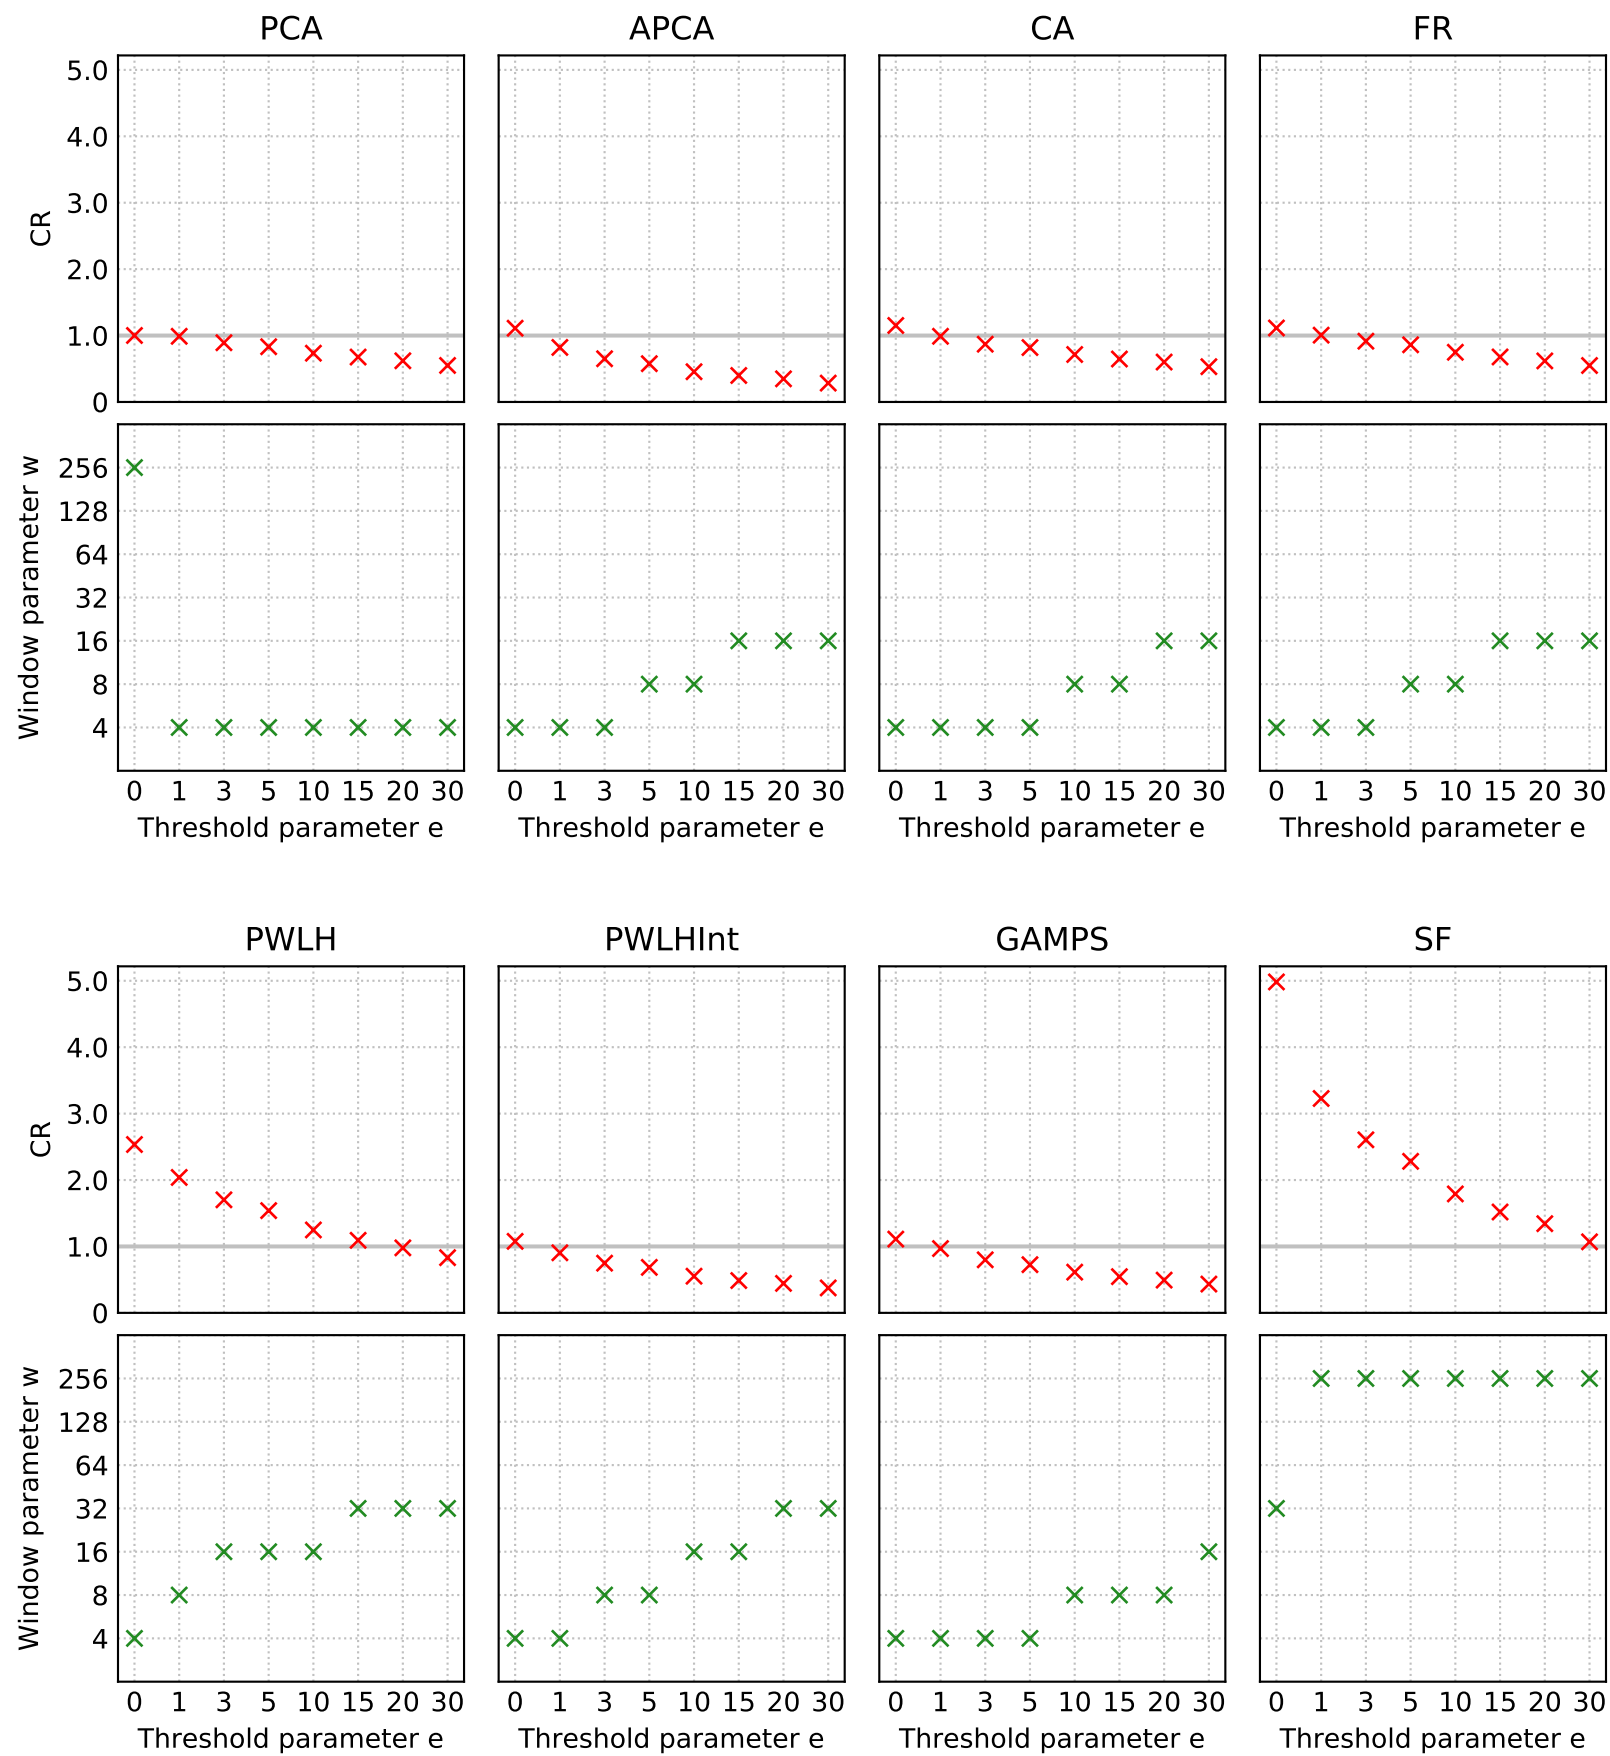 PCA APCA CA FR
5.0
4.0
3.0
2.0
1.0
0
CR
256
128
64
32
16
8
4
Window parameter w
0 1 3 5 10 15 20 30 0 1 3 5 10 15 20 30 0 1 3 5 10 15 20 30 0 1 3 5 10 15 20 30
Threshold parameter e Threshold parameter e Threshold parameter e Threshold parameter e
PWLH PWLHInt GAMPS SF
5.0
4.0
3.0
2.0
1.0
0
CR
256
128
64
32
16
8
4
Window parameter w
0 1 3 5 10 15 20 30 0 1 3 5 10 15 20 30 0 1 3 5 10 15 20 30 0 1 3 5 10 15 20 30
Threshold parameter e Threshold parameter e Threshold parameter e Threshold parameter e